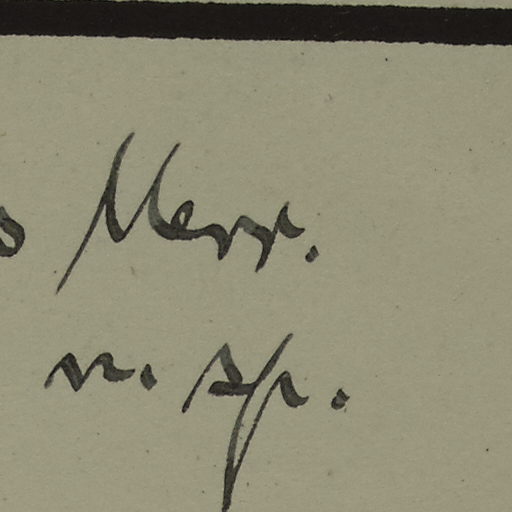 s Merr.
n. sp.